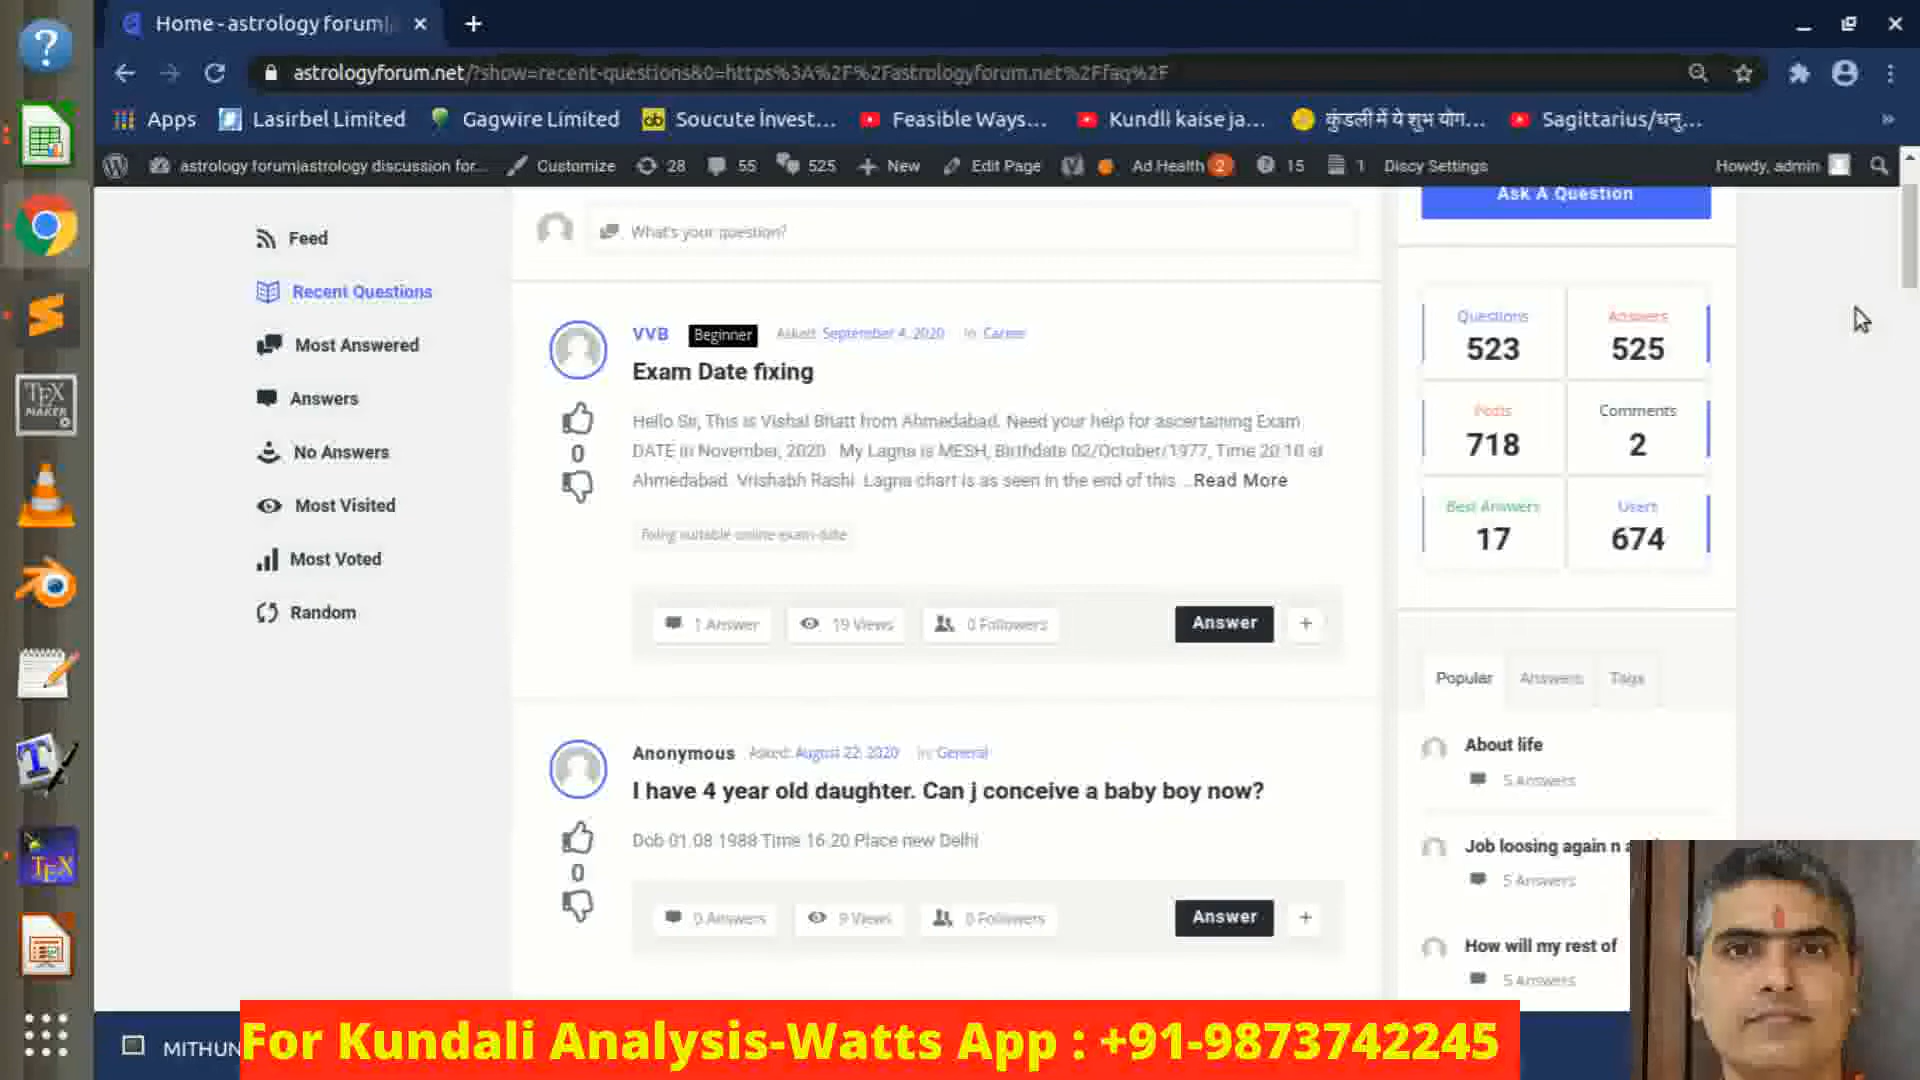 Home - astrology forum|
astrologyforum.net/?show=recent-questions&0=https%3A%2F%2Fastrologyforum.net%2Ffaq%2F
Apps Lasirbel Limited Gagwire Limited Soucute invest... Feasible Ways... Kundli kaise ja... कुंडली में ये शुभ योग... Sagittarius/धनु...
astrology forum|astrology discussion for... Customize 28 55 525 New Edit Page Ad Health 2 15 1 Discy Settings Howdy, admin
Feed
Recent Questions
Most Answered
Answers
No Answers
Most Visited
Most Voted
Random
What's your question?
VVB Beginner Asked: September 4, 2020 In: Career
Exam Date fixing
Hello Sir, This is Vishal Bhatt from Ahmedabad. Need your help for ascertaining Exam
DATE in November, 2020 My Lagna is MESH, Birthdate 02/October/1977, Time 20:10 at
Ahmedabad. Vrishabh Rashi. Lagna chart is as seen in the end of this ...Read More
fixing suitable online exam-date
0
1 Answer 19 Views 0 Followers Answer +
Anonymous Asked: August 22, 2020 In: General
I have 4 year old daughter. Can j conceive a baby boy now?
Dob 01.08 1988 Time 16.20 Place new Delhi
0
0 Answers 9 Views 0 Followers Answer +
Ask A Question
Questions Answers
523 525
Posts Comments
718 2
Best Answers Users
17 674
Popular Answers Tags
About life
5 Answers
Job loosing again n a
5 Answers
How will my rest of
5 Answers
MITHUN
For Kundali Analysis-Watts App : +91-9873742245
TEX
MAKER
T
TEX